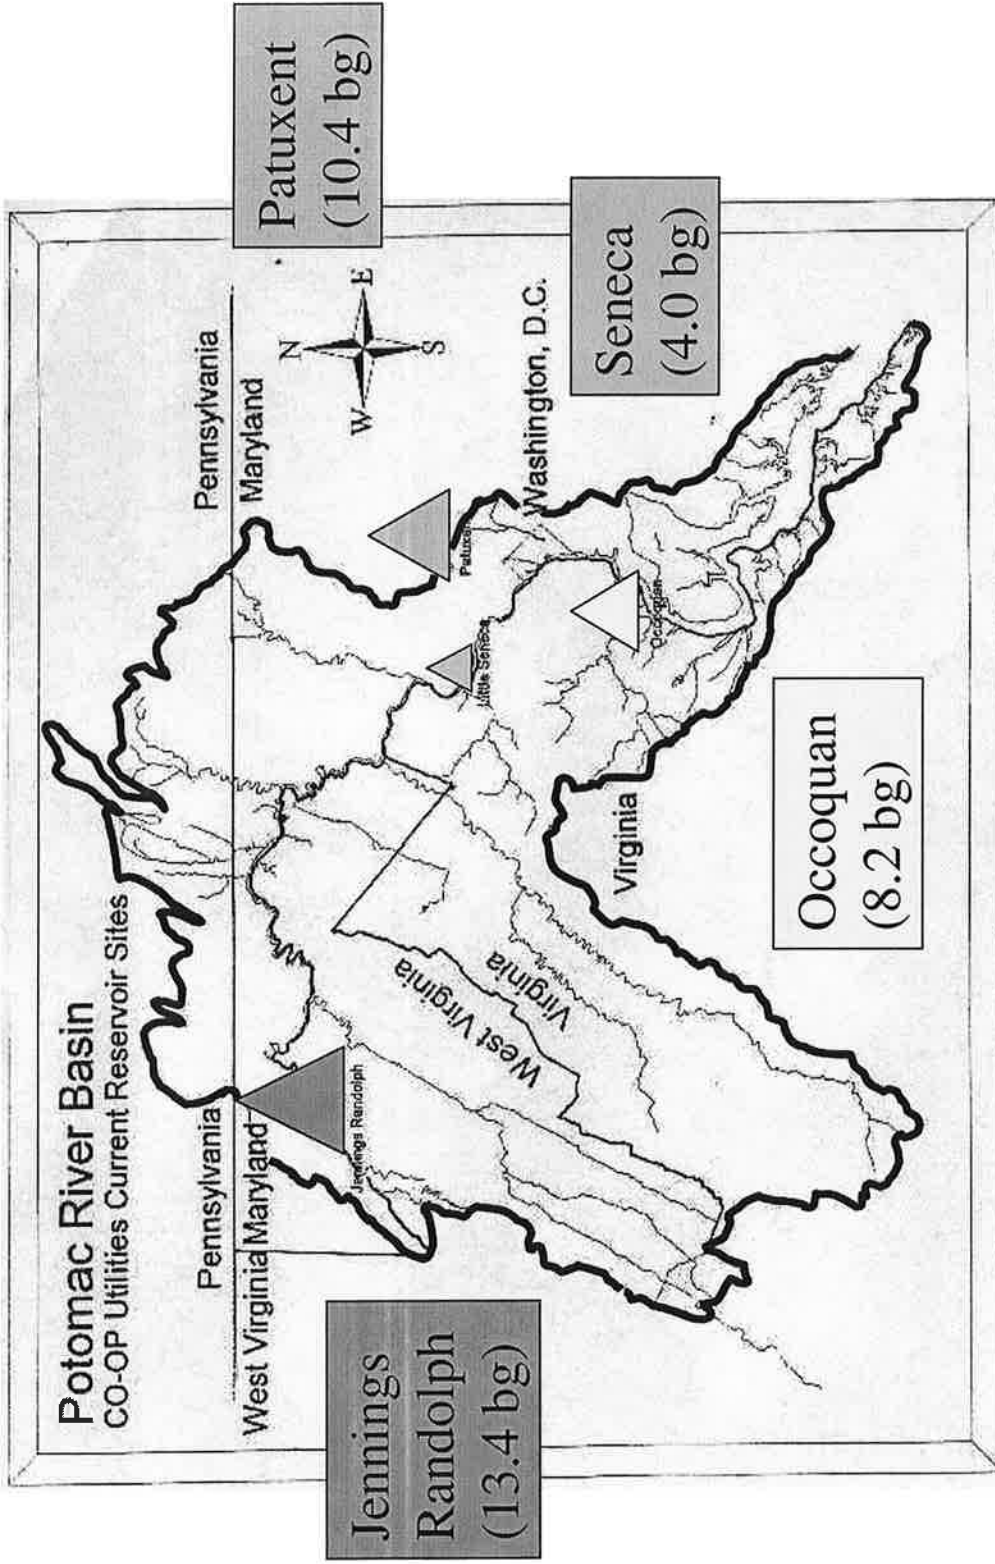 Potomac River Basin
CO-OP Utilities Current Reservoir Sites
Pennsylvania
West Virginia
Maryland
Pennsylvania
Maryland
N
W
E
S
Patuxent
(10.4 bg)
Jennings
Randolph
(13.4 bg)
Jennings Randolph
West Virginia
Virginia
Virginia
Little Seneca
Occoquan
Washington, D.C.
Seneca
(4.0 bg)
Occoquan
(8.2 bg)